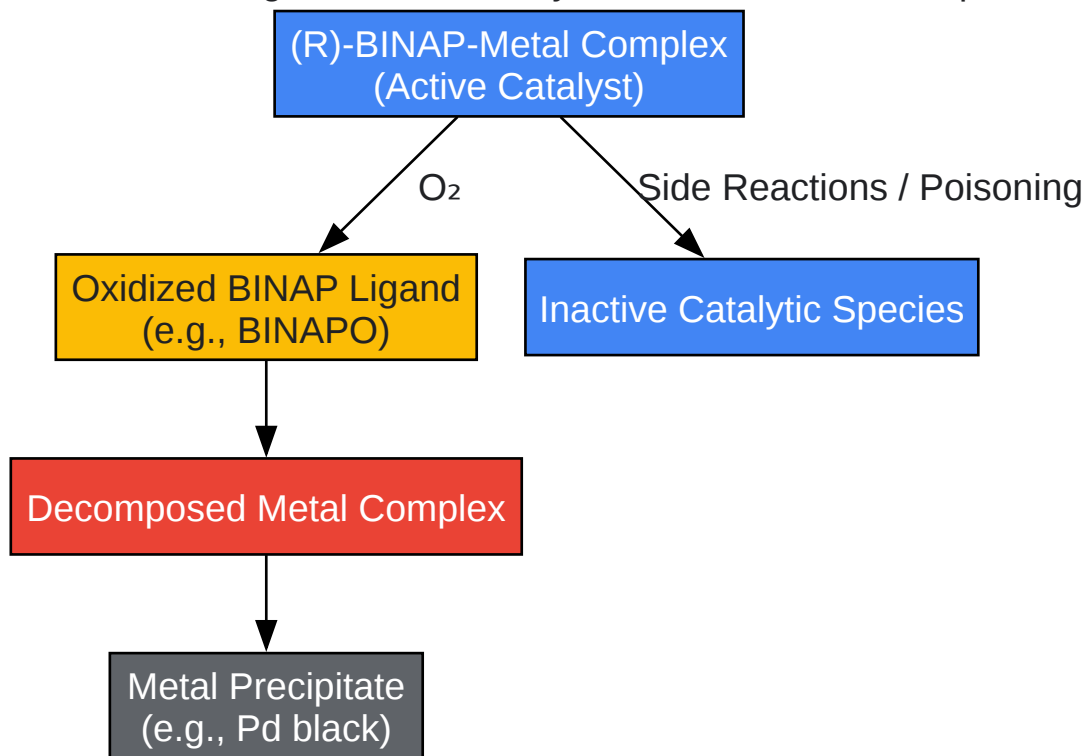 (R)-BINAP-Metal Complex
(Active Catalyst)
O₂
Side Reactions / Poisoning
Oxidized BINAP Ligand
(e.g., BINAPO)
Inactive Catalytic Species
Decomposed Metal Complex
Metal Precipitate
(e.g., Pd black)